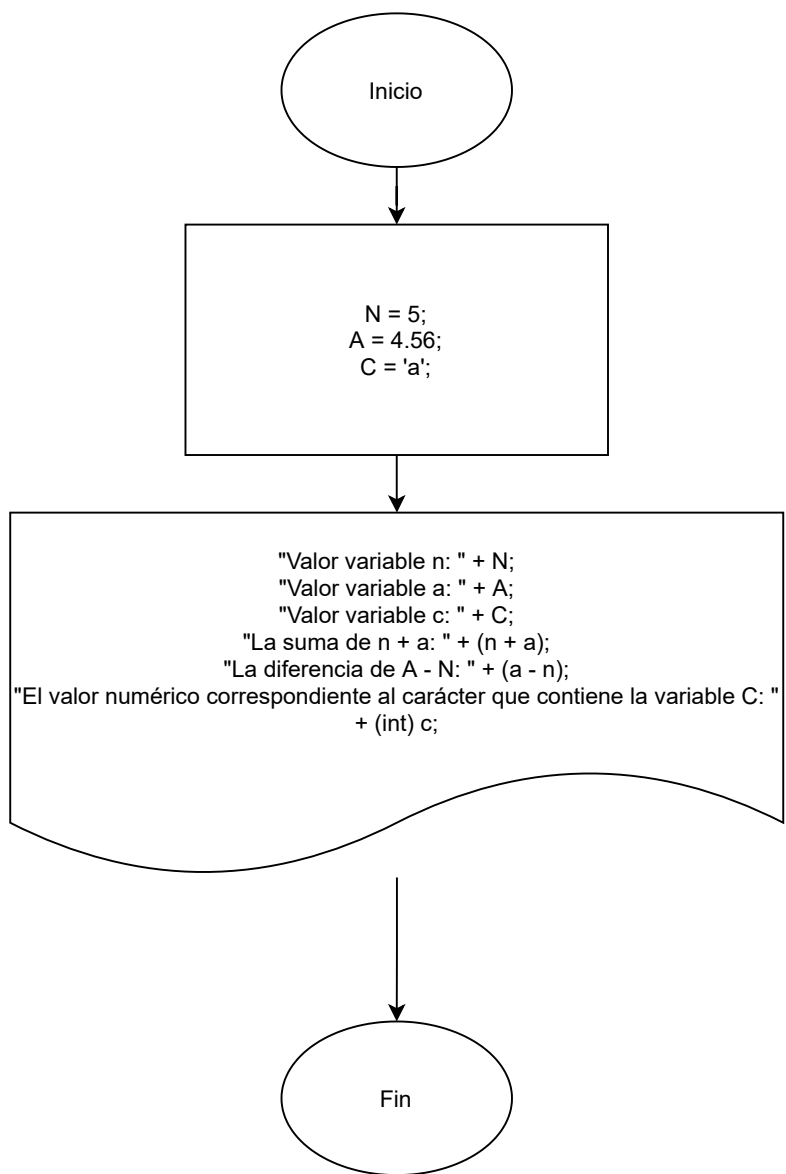 Inicio
N = 5;
A = 4.56;
C = 'a';
"Valor variable n: " + N;
"Valor variable a: " + A;
"Valor variable c: " + C;
"La suma de n + a: " + (n + a);
"La diferencia de A - N: " + (a - n);
"El valor numérico correspondiente al carácter que contiene la variable C: "
+ (int) c;
Fin